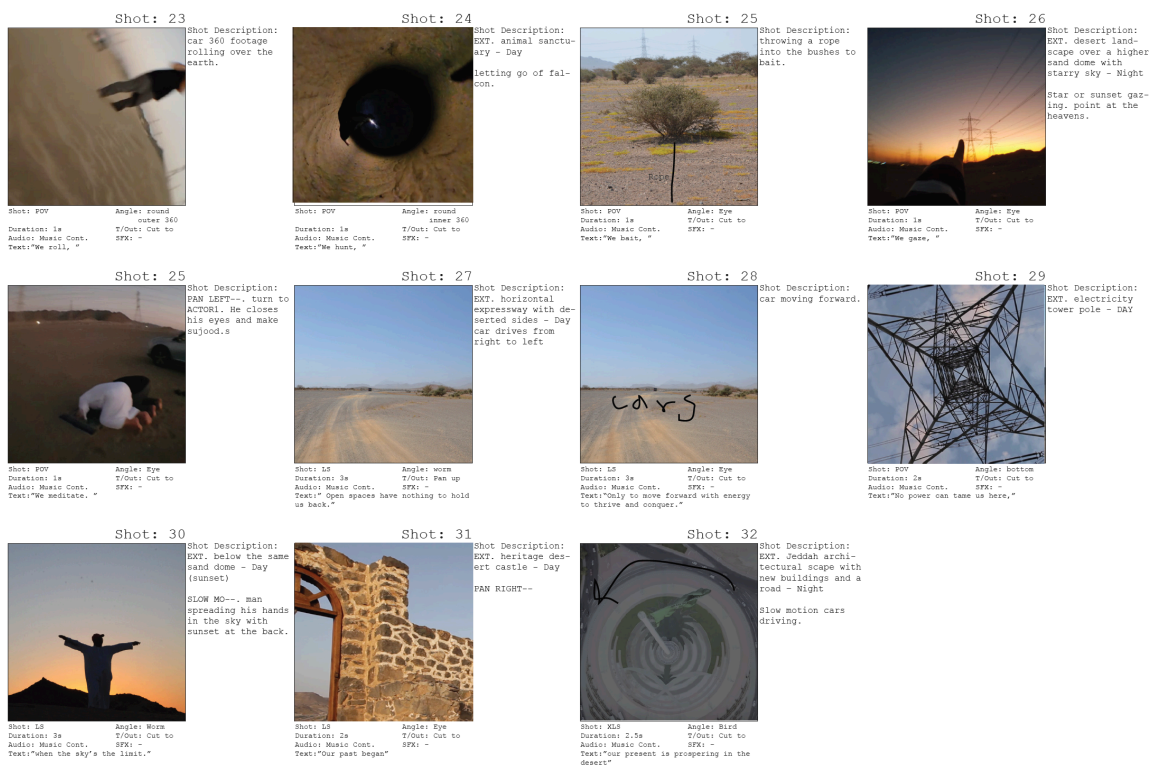 Shot: 23
Shot Description:
car 360 footage
rolling over the
earth.
Shot: POV
Angle: round
outer 360
Duration: 1s
T/Out: Cut to
Audio: Music Cont.
SFX: -
Text:"We roll, "
Shot: 24
Shot Description:
EXT. animal sanctu-
ary - Day
letting go of fal-
con.
Shot: POV
Angle: round
inner 360
Duration: 1s
T/Out: Cut to
Audio: Music Cont.
SFX: -
Text:"We hunt, "
Shot: 25
Shot Description:
throwing a rope
into the bushes to
bait.
Rope
Shot: POV
Angle: Eye
Duration: 1s
T/Out: Cut to
Audio: Music Cont.
SFX: -
Text:"We bait, "
Shot: 26
Shot Description:
EXT. desert land-
scape over a higher
sand dome with
starry sky - Night
Star or sunset gaz-
ing. point at the
heavens.
Shot: POV
Angle: Eye
Duration: 1s
T/Out: Cut to
Audio: Music Cont.
SFX: -
Text:"We gaze, "
Shot: 25
Shot Description:
PAN LEFT--. turn to
ACTOR1. He closes
his eyes and make
sujood.s
Shot: POV
Angle: Eye
Duration: 1s
T/Out: Cut to
Audio: Music Cont.
SFX: -
Text:"We meditate. "
Shot: 27
Shot Description:
EXT. horizontal
expressway with de-
serted sides - Day
car drives from
right to left
Shot: LS
Angle: worm
Duration: 3s
T/Out: Pan up
Audio: Music Cont.
SFX: -
Text:" Open spaces have nothing to hold
us back."
Shot: 28
Shot Description:
car moving forward.
cars
Shot: LS
Angle: Eye
Duration: 3s
T/Out: Cut to
Audio: Music Cont.
SFX: -
Text:"Only to move forward with energy
to thrive and conquer."
Shot: 29
Shot Description:
EXT. electricity
tower pole - DAY
Shot: POV
Angle: bottom
Duration: 2s
T/Out: Cut to
Audio: Music Cont.
SFX: -
Text:"No power can tame us here,"
Shot: 30
Shot Description:
EXT. below the same
sand dome - Day
(sunset)
SLOW MO--. man
spreading his hands
in the sky with
sunset at the back.
Shot: LS
Angle: Worm
Duration: 3s
T/Out: Cut to
Audio: Music Cont.
SFX: -
Text:"when the sky's the limit."
Shot: 31
Shot Description:
EXT. heritage des-
ert castle - Day
PAN RIGHT--
Shot: LS
Angle: Eye
Duration: 2s
T/Out: Cut to
Audio: Music Cont.
SFX: -
Text:"Our past began"
Shot: 32
Shot Description:
EXT. Jeddah archi-
tectural scape with
new buildings and a
road - Night
Slow motion cars
driving.
Shot: XLS
Angle: Bird
Duration: 2.5s
T/Out: Cut to
Audio: Music Cont.
SFX: -
Text:"our present is prospering in the
desert"